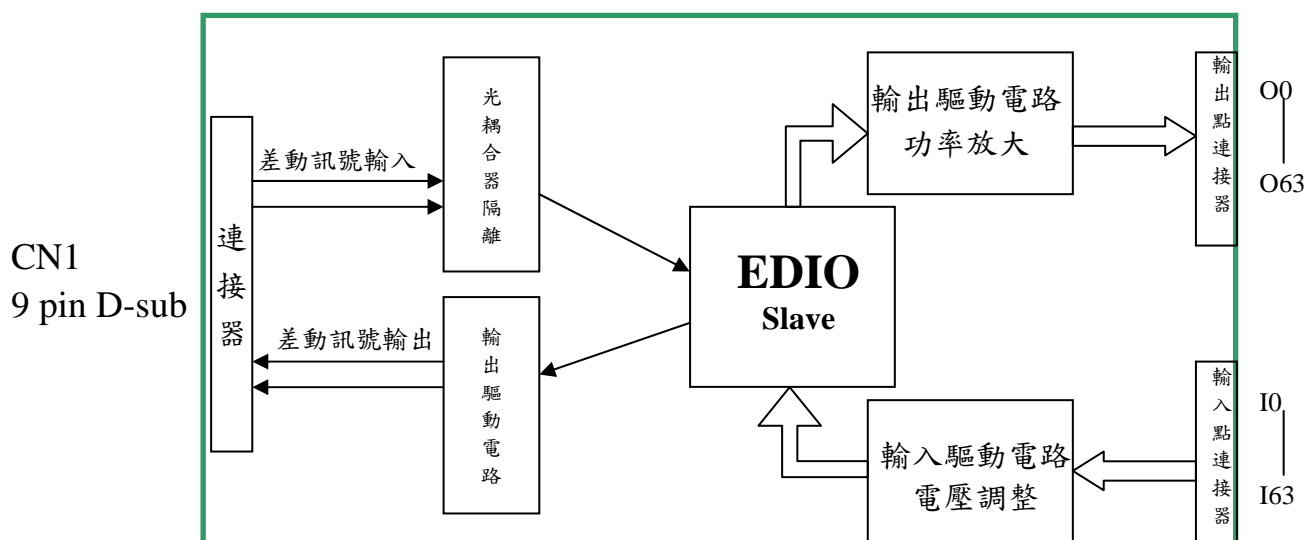 CN1
9 pin D-sub
連接器
差動訊號輸入
差動訊號輸出
光耦合器隔離
輸出驅動電路
EDIO
Slave
輸出驅動電路
功率放大
輸入驅動電路
電壓調整
輸出點連接器
O0
O63
輸入點連接器
I0
I63